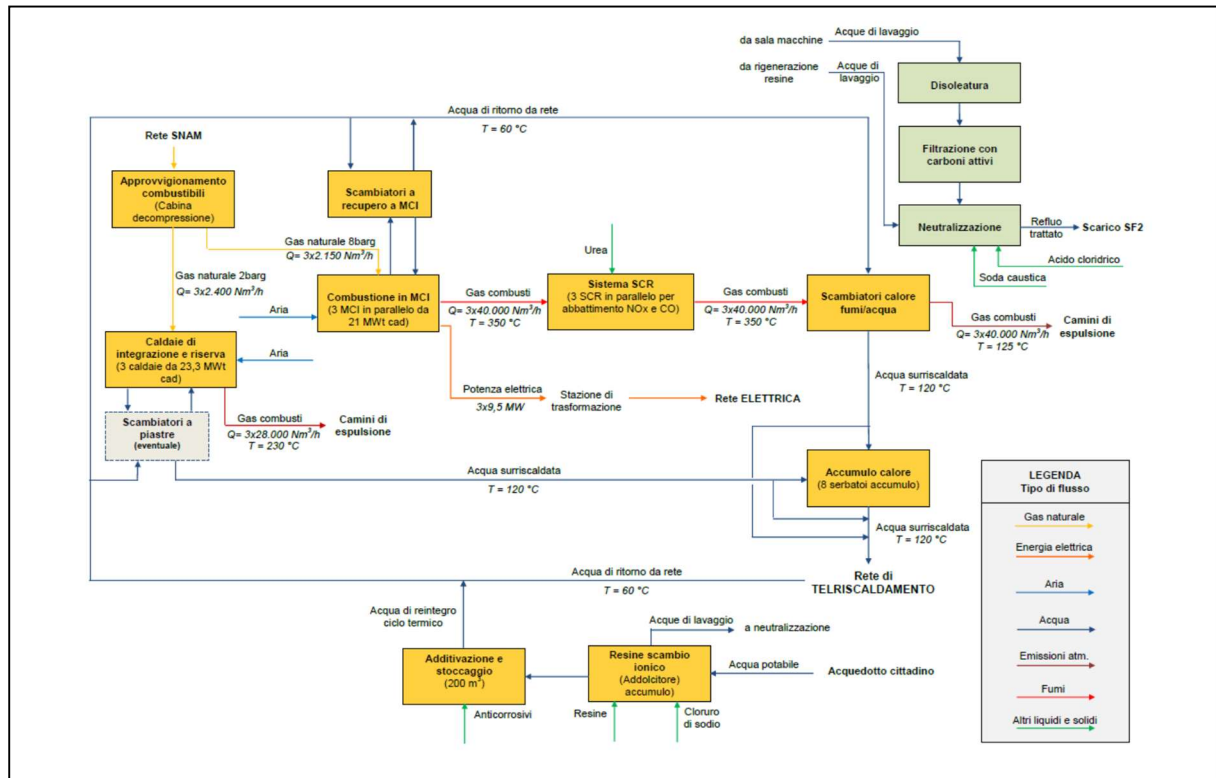 da sala macchine
Acque di lavaggio
da rigenerazione
resine
Acque di
lavaggio
Disoleatura
Filtrazione con
carboni attivi
Neutralizzazione
Refluo
trattato
Scarico SF2
Acido cloridrico
Soda caustica
Acqua di ritorno da rete
T = 60 °C
Rete SNAM
Approvvigionamento
combustibili
(Cabina
decompressione)
Scambiatori a
recupero a MCI
Gas naturale 8barg
Q= 3x2.150 Nm³/h
Gas naturale 2barg
Q= 3x2.400 Nm³/h
Urea
Aria
Combustione in MCI
(3 MCI in parallelo da
21 MWt cad)
Gas combusti
Q= 3x40.000 Nm³/h
T = 350 °C
Sistema SCR
(3 SCR in parallelo per
abbattimento NOx e CO)
Gas combusti
Q= 3x40.000 Nm³/h
T = 350 °C
Scambiatori calore
fumi/acqua
Gas combusti
Q= 3x40.000 Nm³/h
T = 125 °C
Camini di
espulsione
Caldaie di
integrazione e riserva
(3 caldaie da 23,3 MWt
cad)
Aria
Potenza elettrica
3x9,5 MW
Stazione di
trasformazione
Rete ELETTRICA
Acqua surriscaldata
T = 120 °C
Scambiatori a
piastre
(eventuale)
Gas combusti
Q= 3x28.000 Nm³/h
T = 230 °C
Camini di
espulsione
Acqua surriscaldata
T = 120 °C
Accumulo calore
(8 serbatoi accumulo)
Acqua surriscaldata
T = 120 °C
Rete di
TELRISCALDAMENTO
Acqua di ritorno da rete
T = 60 °C
Acqua di reintegro
ciclo termico
Acque di lavaggio
a neutralizzazione
Additivazione e
stoccaggio
(200 m³)
Resine scambio
ionico
(Addolcitore)
accumulo)
Acqua potabile
Acquedotto cittadino
Anticorrosivi
Resine
Cloruro
di sodio
LEGENDA
Tipo di flusso
Gas naturale
Energia elettrica
Aria
Acqua
Emissioni atm.
Fumi
Altri liquidi e solidi